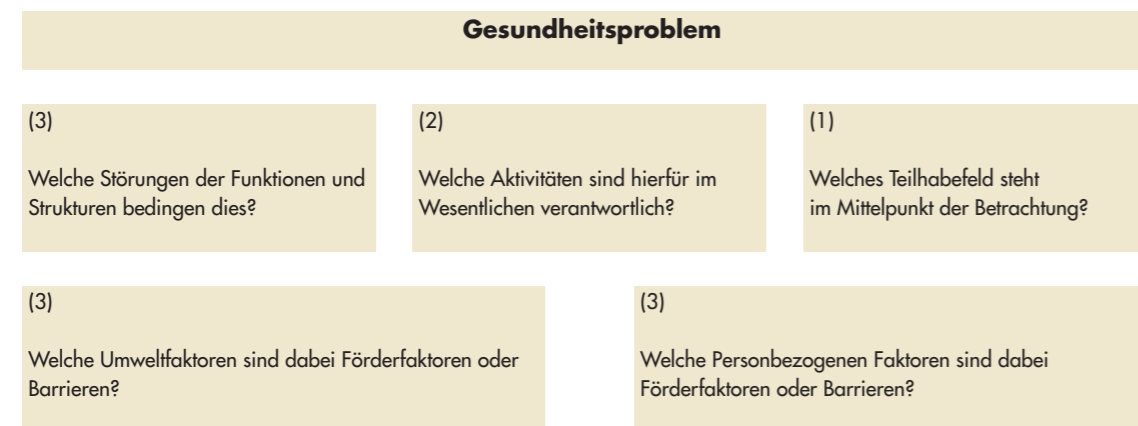 Gesundheitsproblem
(3)
Welche Störungen der Funktionen und
Strukturen bedingen dies?
(2)
Welche Aktivitäten sind hierfür im
Wesentlichen verantwortlich?
(1)
Welches Teilhabefeld steht
im Mittelpunkt der Betrachtung?
(3)
Welche Umweltfaktoren sind dabei Förderfaktoren oder
Barrieren?
(3)
Welche Personbezogenen Faktoren sind dabei
Förderfaktoren oder Barrieren?